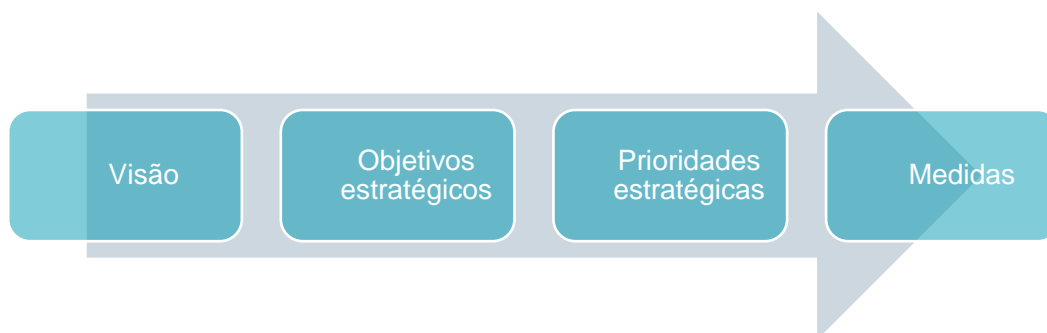 Visão
Objetivos
estratégicos
Prioridades
estratégicas
Medidas